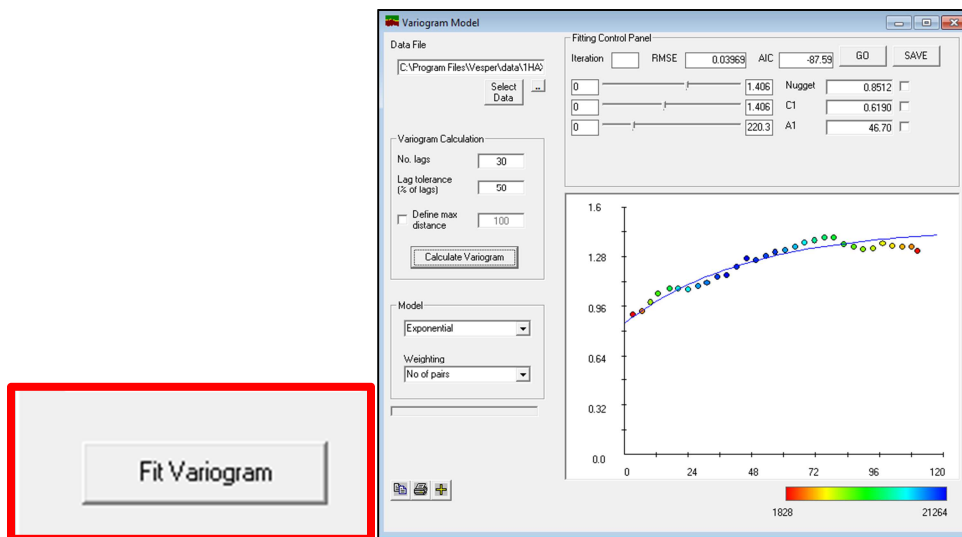 Fit Variogram
Variogram Model
Data File
C:\Program Files\Vesper\data\1HA
Select
Data
..
Variogram Calculation
No. lags 30
Lag tolerance
(% of lags) 50
Define max
distance 100
Calculate Variogram
Model
Exponential
Weighting
No of pairs
Fitting Control Panel
Iteration RMSE 0.03969 AIC -87.59 GO SAVE
0 1.406 Nugget 0.8512
0 1.406 C1 0.6190
0 220.3 A1 46.70
1.6
1.28
0.96
0.64
0.32
0.0
0 24 48 72 96 120
1828 21264